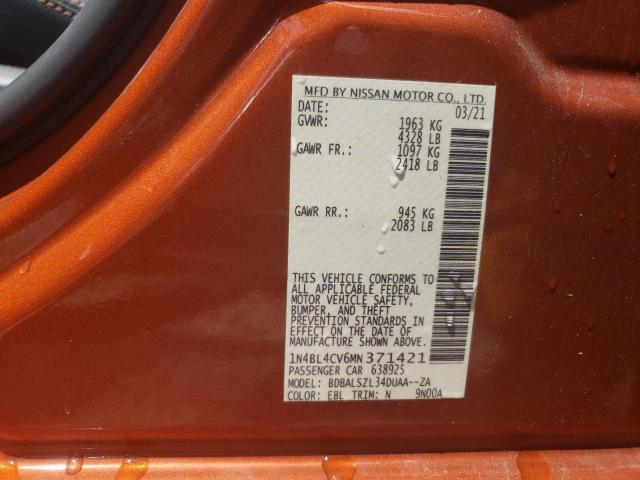 MFD BY NISSAN MOTOR CO., LTD.
DATE: 03/21
GVWR: 1963 KG
4328 LB
GAWR FR.: 1097 KG
2418 LB
GAWR RR.: 945 KG
2083 LB
THIS VEHICLE CONFORMS TO
ALL APPLICABLE FEDERAL
MOTOR VEHICLE SAFETY,
BUMPER, AND THEFT
PREVENTION STANDARDS IN
EFFECT ON THE DATE OF
MANUFACTURE SHOWN ABOVE.
1N4BL4CV6MN371421
PASSENGER CAR 638925
MODEL: BDBALSZL34DUAA--ZA
COLOR: EBL TRIM: N 9N00A